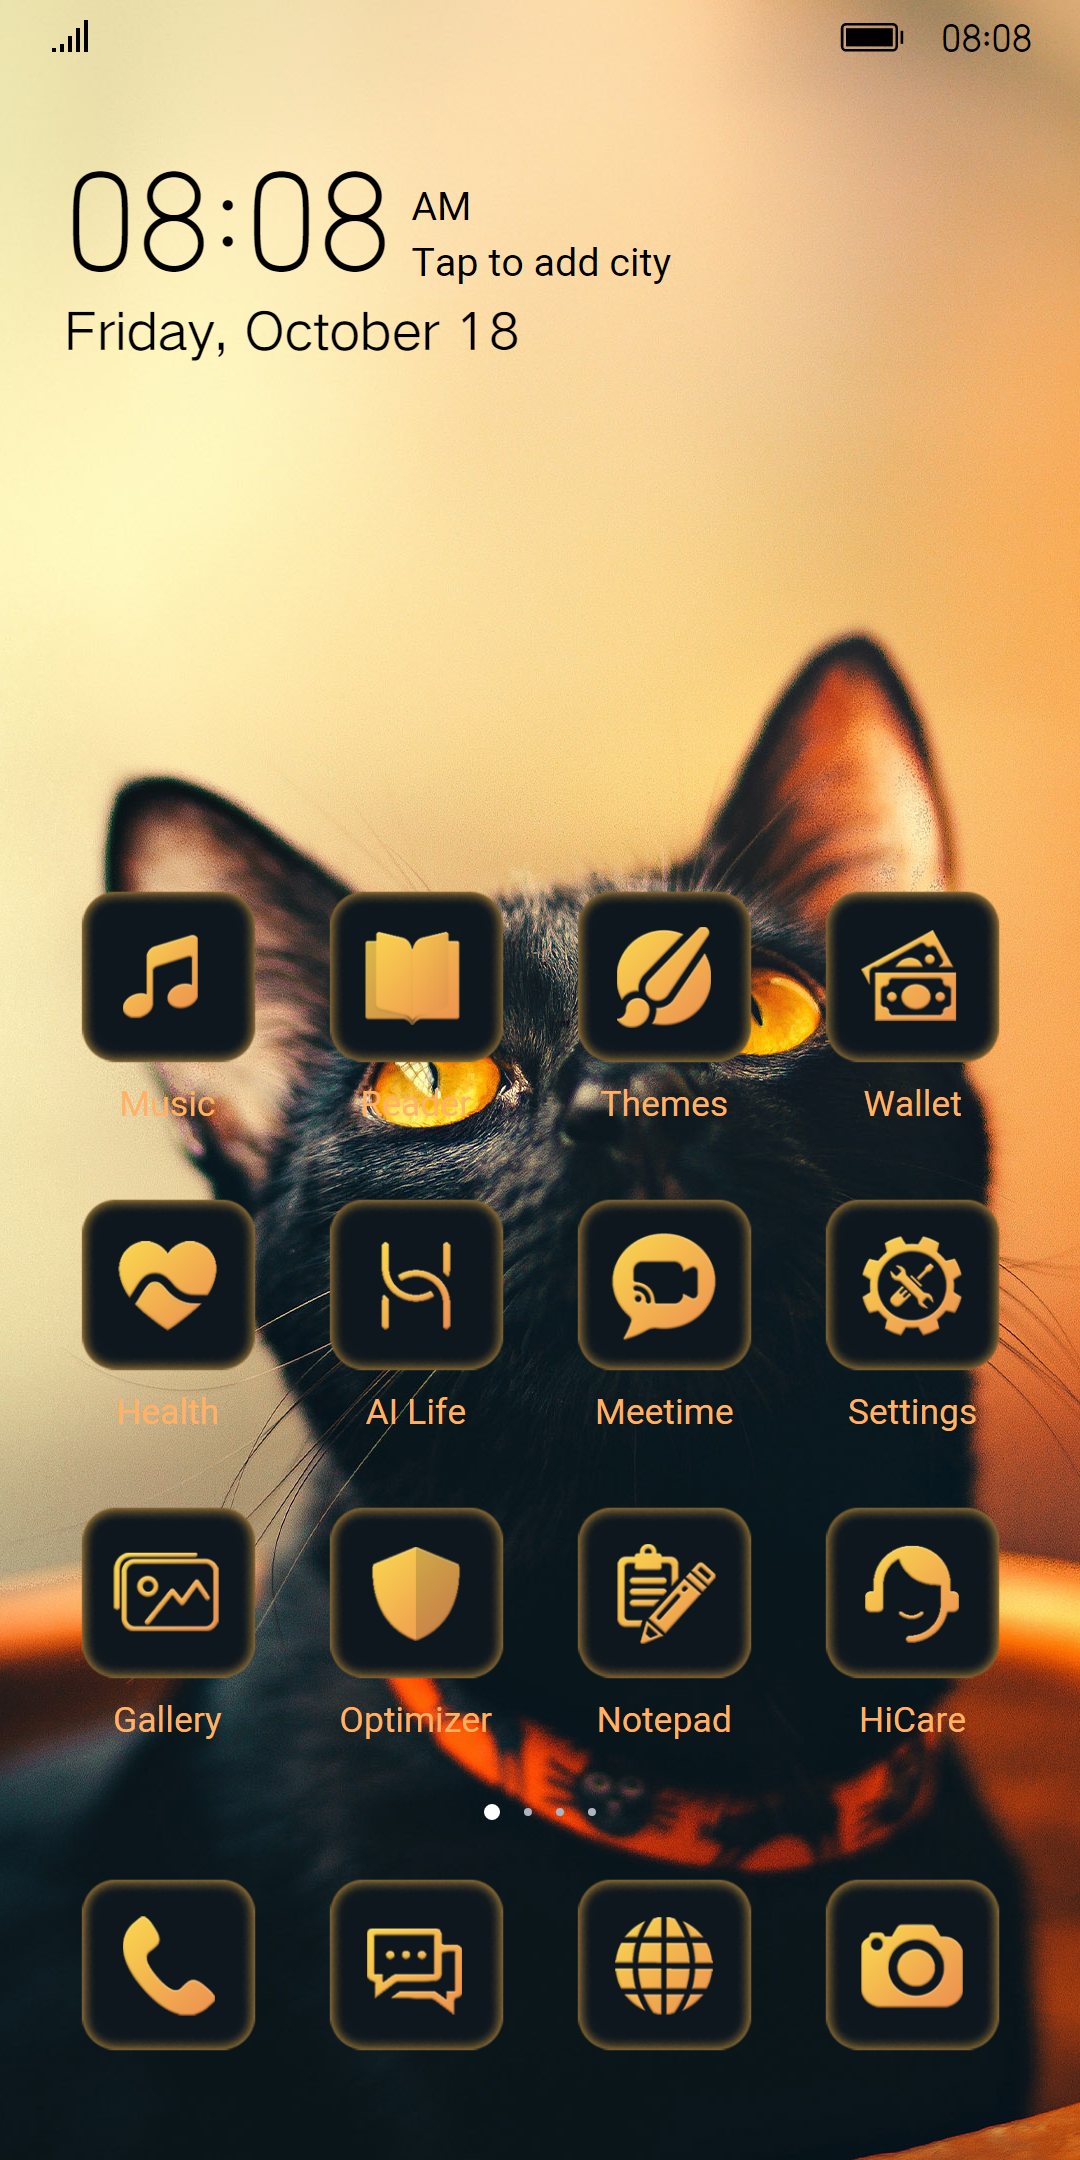 08:08
08:08 AM
Tap to add city
Friday, October 18
Music Reader Themes Wallet
Health AI Life Meetime Settings
Gallery Optimizer Notepad HiCare